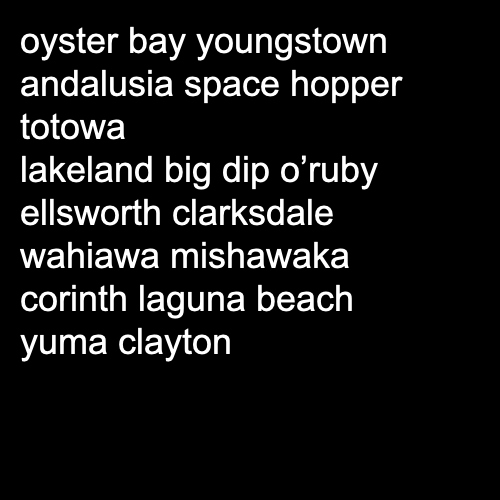 oyster bay youngstown
andalusia space hopper
totowa
lakeland big dip o’ruby
ellsworth clarksdale
wahiawa mishawaka
corinth laguna beach
yuma clayton